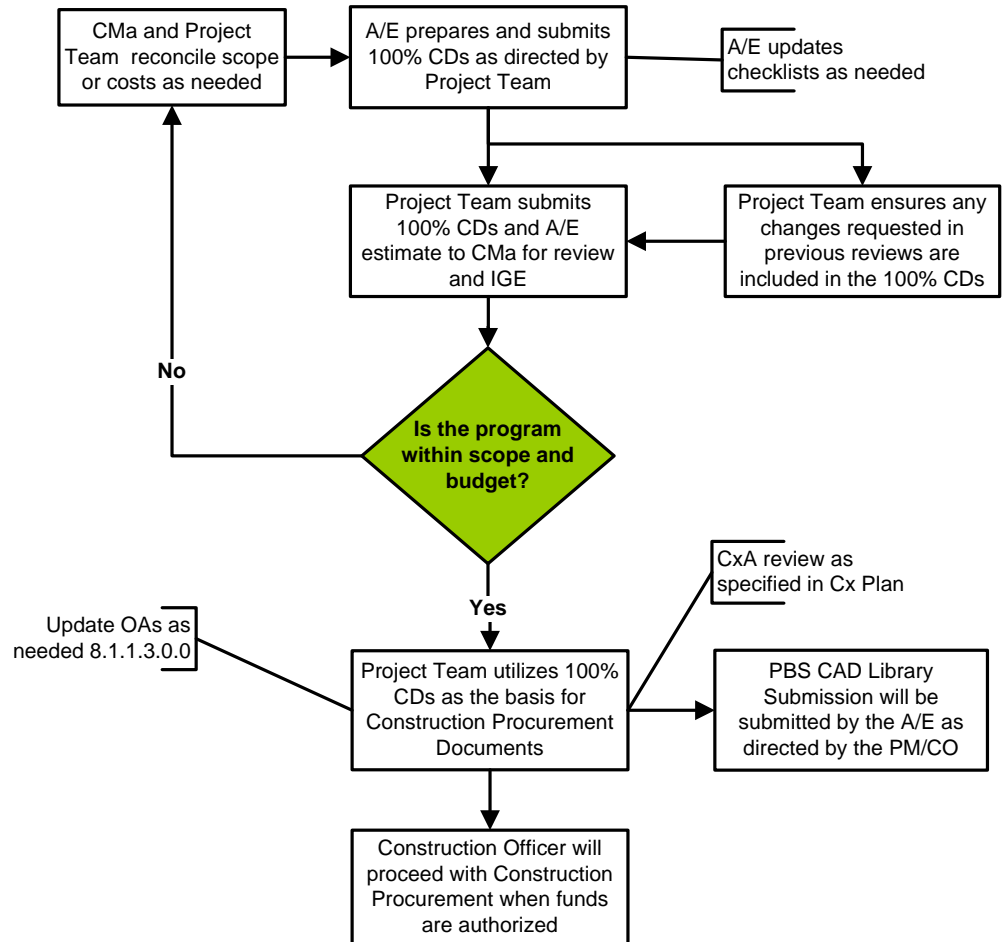 CMa and Project
Team reconcile scope
or costs as needed
A/E prepares and submits
100% CDs as directed by
Project Team
A/E updates
checklists as needed
Project Team submits
100% CDs and A/E
estimate to CMa for review
and IGE
Project Team ensures any
changes requested in
previous reviews are
included in the 100% CDs
No
Is the program
within scope and
budget?
Yes
CxA review as
specified in Cx Plan
Update OAs as
needed 8.1.1.3.0.0
Project Team utilizes 100%
CDs as the basis for
Construction Procurement
Documents
PBS CAD Library
Submission will be
submitted by the A/E as
directed by the PM/CO
Construction Officer will
proceed with Construction
Procurement when funds
are authorized